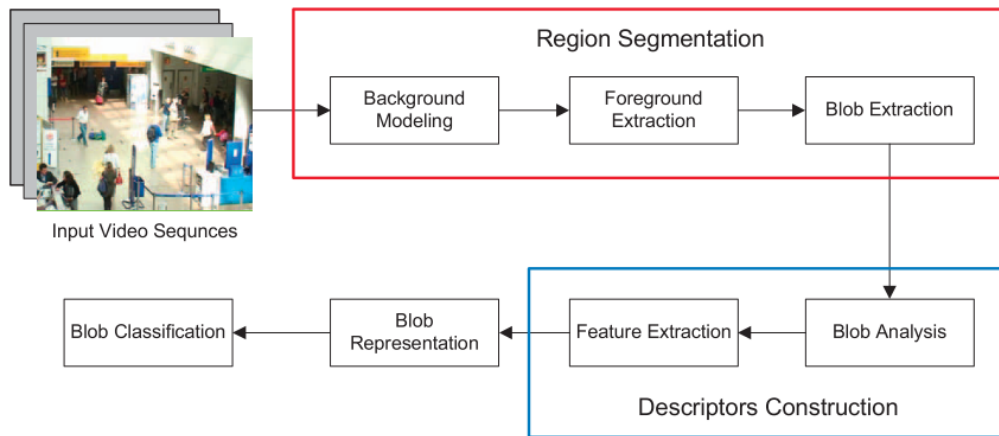 Region Segmentation
Background
Modeling
Foreground
Extraction
Blob Extraction
Input Video Sequnces
Blob Classification
Blob
Representation
Feature Extraction
Blob Analysis
Descriptors Construction